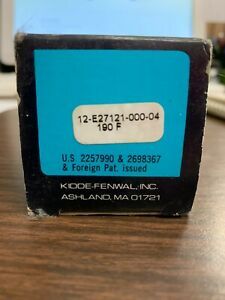 12-E27121-000-04
190 F
U.S. 2257990 & 2698367
& Foreign Pat. issued
KIDDE-FENWAL, INC.
ASHLAND, MA 01721